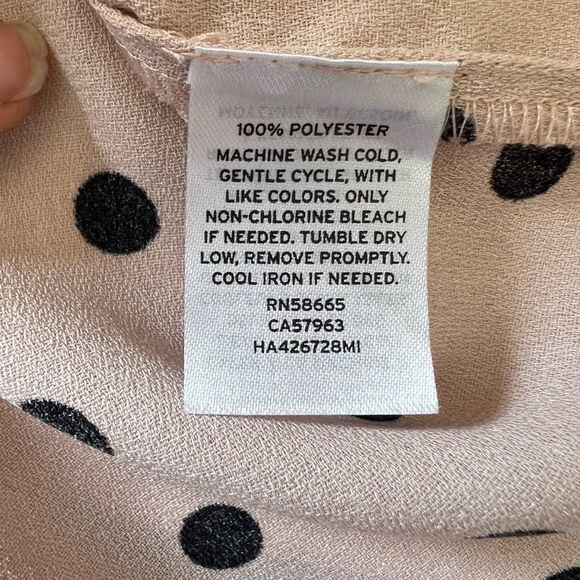 100% POLYESTER
MACHINE WASH COLD,
GENTLE CYCLE, WITH
LIKE COLORS. ONLY
NON-CHLORINE BLEACH
IF NEEDED. TUMBLE DRY
LOW, REMOVE PROMPTLY.
COOL IRON IF NEEDED.
RN58665
CA57963
HA426728MI